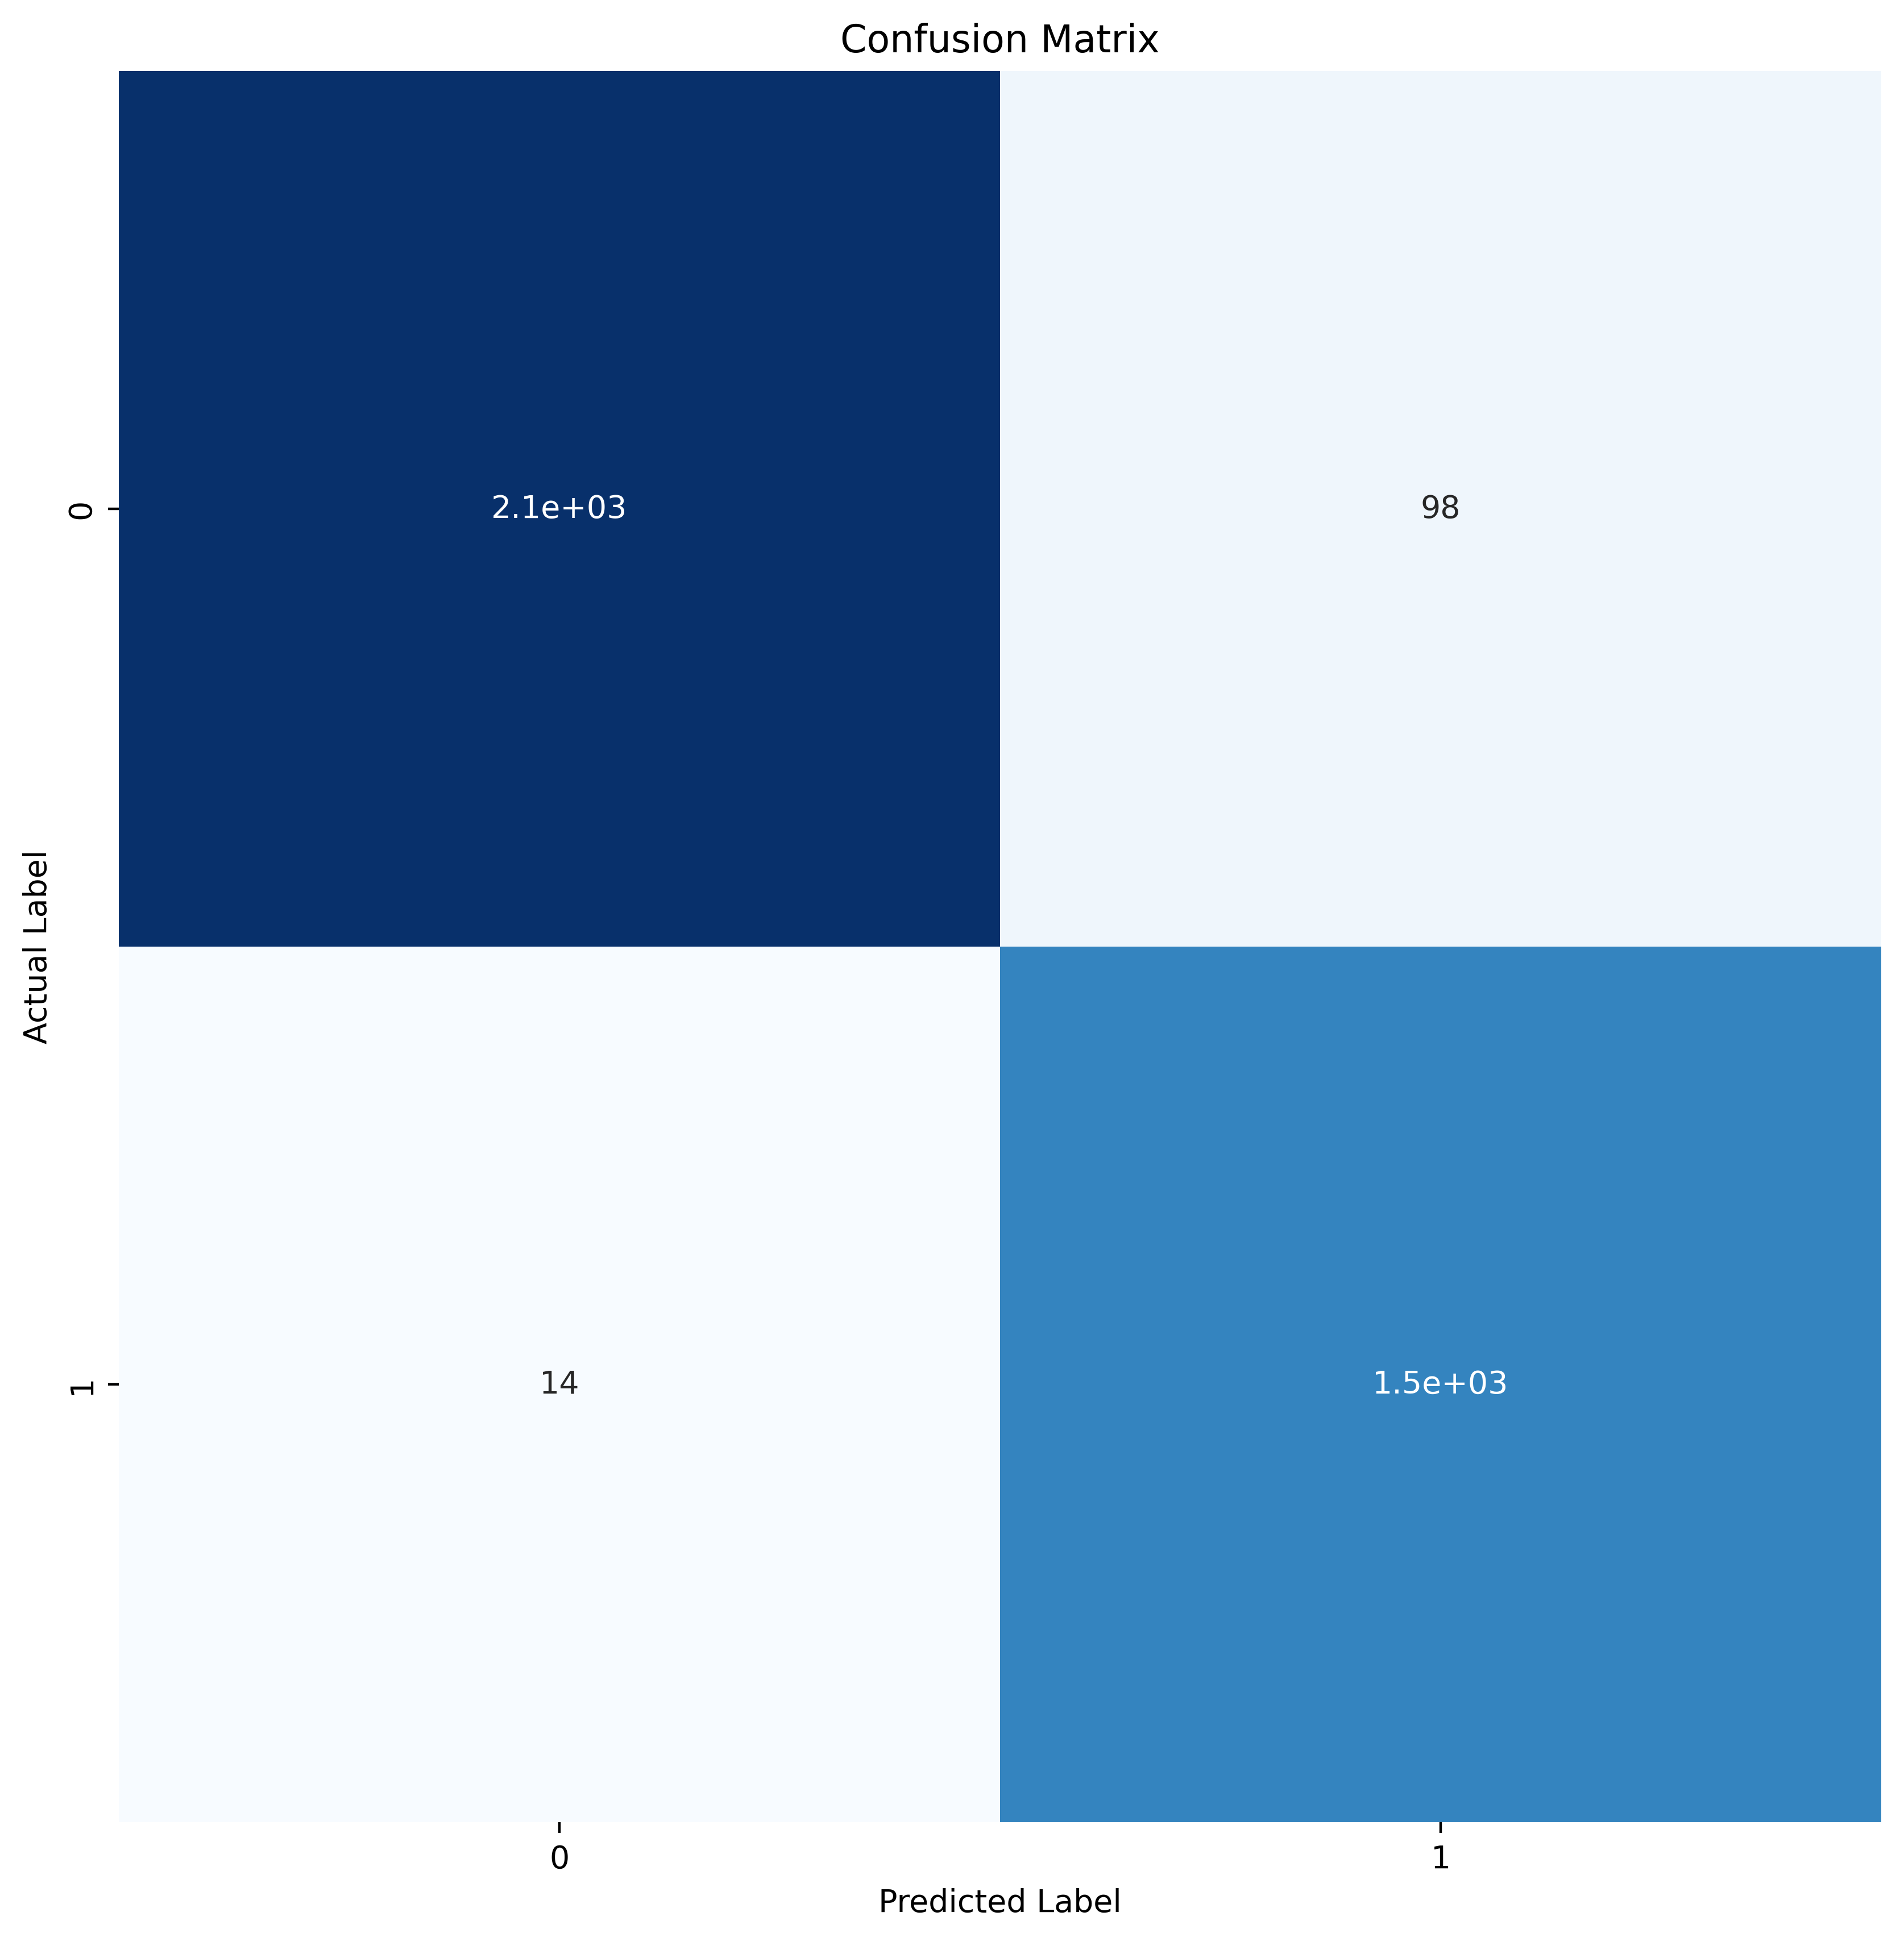 Confusion Matrix
0
2.1e+03
98
Actual Label
1
14
1.5e+03
0
1
Predicted Label